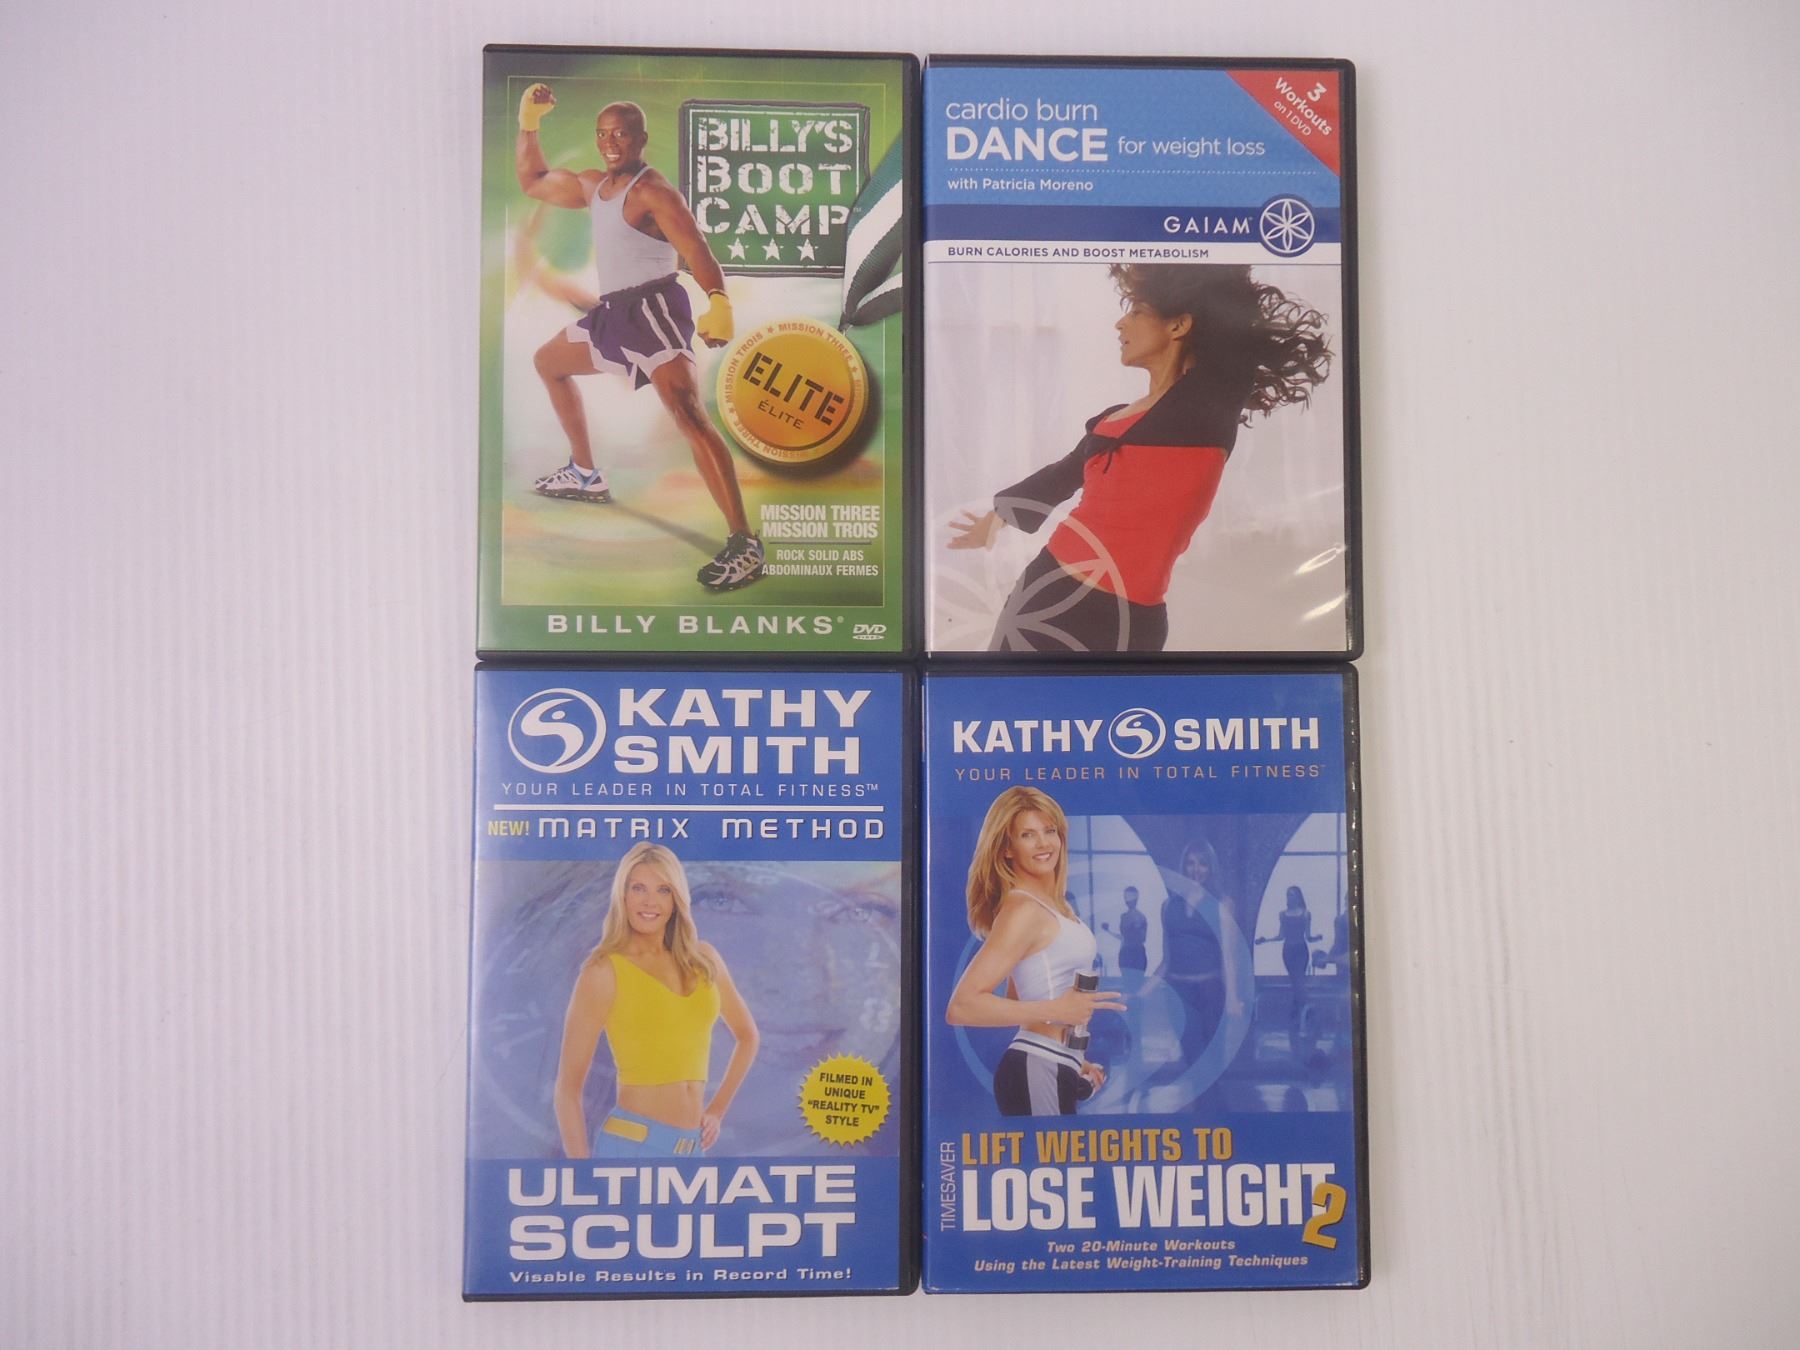 BILLY'S
BOOT
CAMP™
MISSION THREE ★ MISSION TROIS ★ MISSION THREE
ELITE
ÉLITE
MISSION THREE
MISSION TROIS
ROCK SOLID ABS
ABDOMINAUX FERMES
BILLY BLANKS®
DVD
VIDEO
3
Workouts
on 1 DVD
cardio burn
DANCE for weight loss
with Patricia Moreno
GAIAM®
BURN CALORIES AND BOOST METABOLISM
KATHY
SMITH
YOUR LEADER IN TOTAL FITNESS™
NEW! MATRIX METHOD
FILMED IN
UNIQUE
"REALITY TV"
STYLE
ULTIMATE
SCULPT
Visable Results in Record Time!
KATHY SMITH
YOUR LEADER IN TOTAL FITNESS™
TIMESAVER
LIFT WEIGHTS TO
LOSE WEIGHT 2
Two 20-Minute Workouts
Using the Latest Weight-Training Techniques